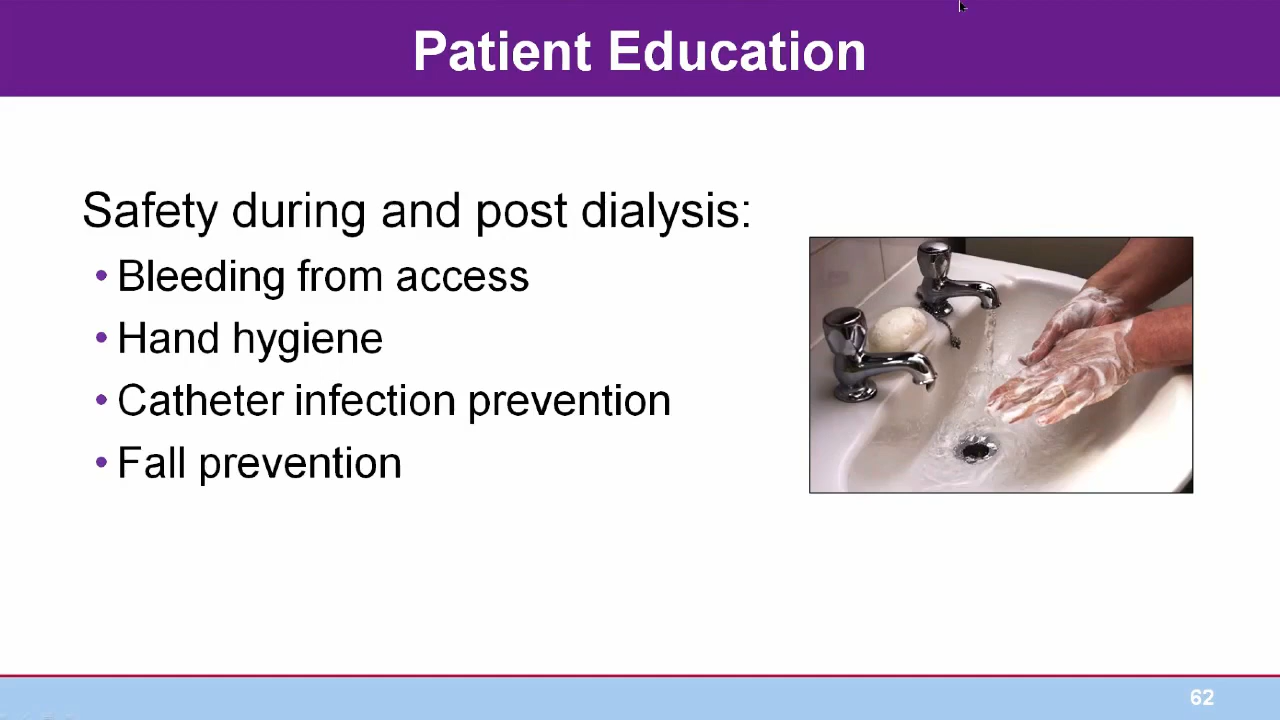 Patient Education
Safety during and post dialysis:
• Bleeding from access
• Hand hygiene
• Catheter infection prevention
• Fall prevention
62